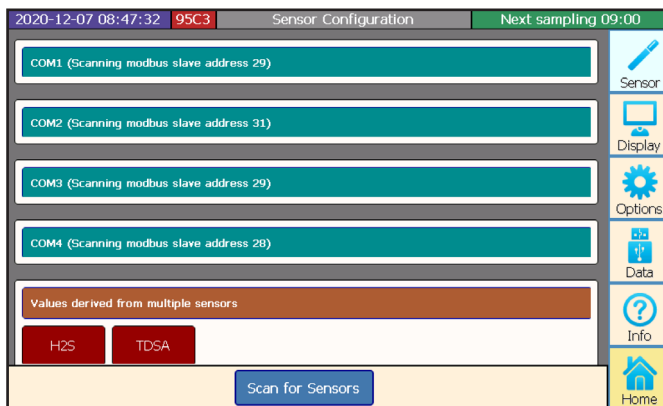 2020-12-07 08:47:32 95C3 Sensor Configuration Next sampling 09:00
COM1 (Scanning modbus slave address 29)
Sensor
COM2 (Scanning modbus slave address 31)
Display
COM3 (Scanning modbus slave address 29)
Options
COM4 (Scanning modbus slave address 28)
Data
Values derived from multiple sensors
H2S TDSA
Info
Scan for Sensors
Home